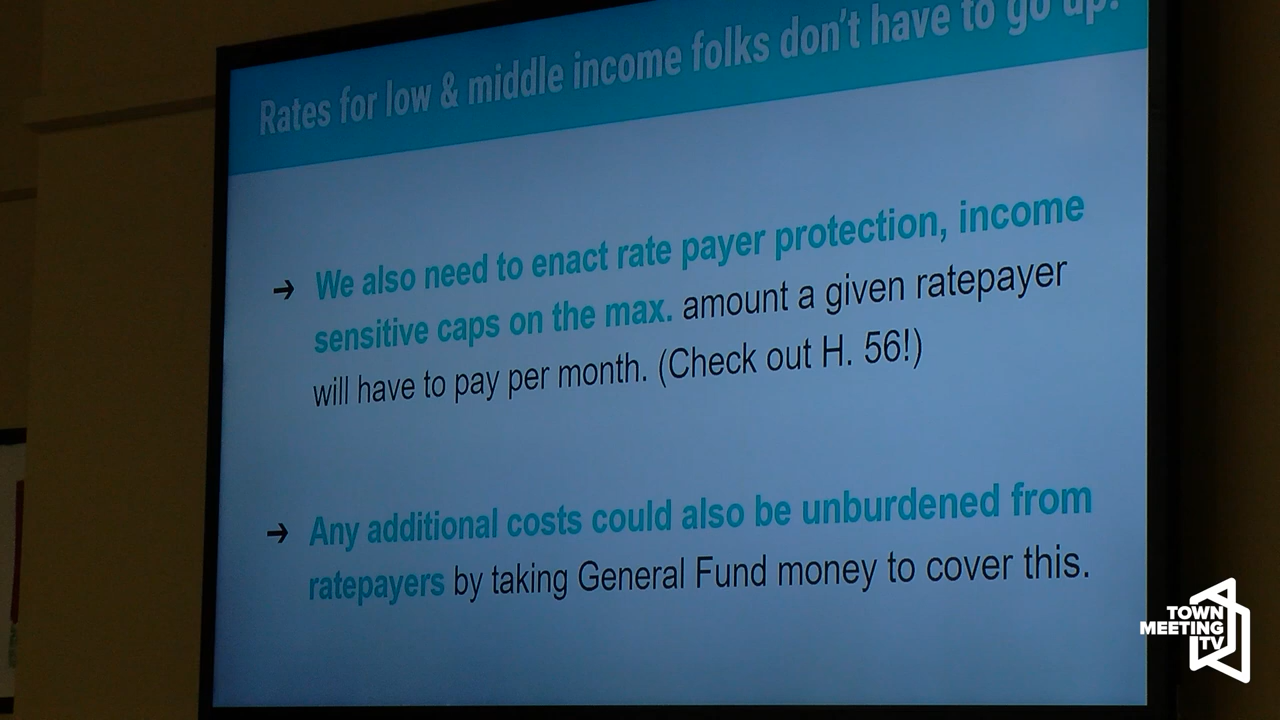 Rates for low & middle income folks don't have to go up.
→ We also need to enact rate payer protection, income
sensitive caps on the max. amount a given ratepayer
will have to pay per month. (Check out H. 56!)
→ Any additional costs could also be unburdened from
ratepayers by taking General Fund money to cover this.
TOWN
MEETING
TV